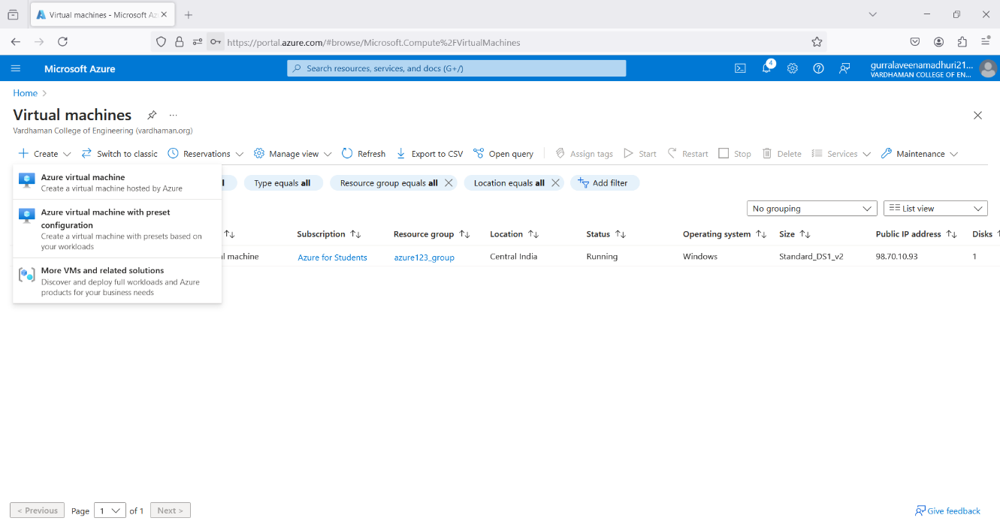 Virtual machines - Microsoft Az
https://portal.azure.com/#browse/Microsoft.Compute%2FVirtualMachines
Microsoft Azure
Search resources, services, and docs (G+/)
4
gurralaveenamadhuri21...
VARDHAMAN COLLEGE OF EN...
Home >
Virtual machines
...
Vardhaman College of Engineering (vardhaman.org)
+ Create Switch to classic Reservations Manage view Refresh Export to CSV Open query Assign tags Start Restart Stop Delete Services Maintenance
Azure virtual machine
Create a virtual machine hosted by Azure
Azure virtual machine with preset
configuration
Create a virtual machine with presets based on
your workloads
More VMs and related solutions
Discover and deploy full workloads and Azure
products for your business needs
Type equals all Resource group equals all Location equals all Add filter
No grouping List view
Subscription Resource group Location Status Operating system Size Public IP address Disks
machine Azure for Students azure123_group Central India Running Windows Standard_DS1_v2 98.70.10.93 1
< Previous Page 1 of 1 Next >
Give feedback